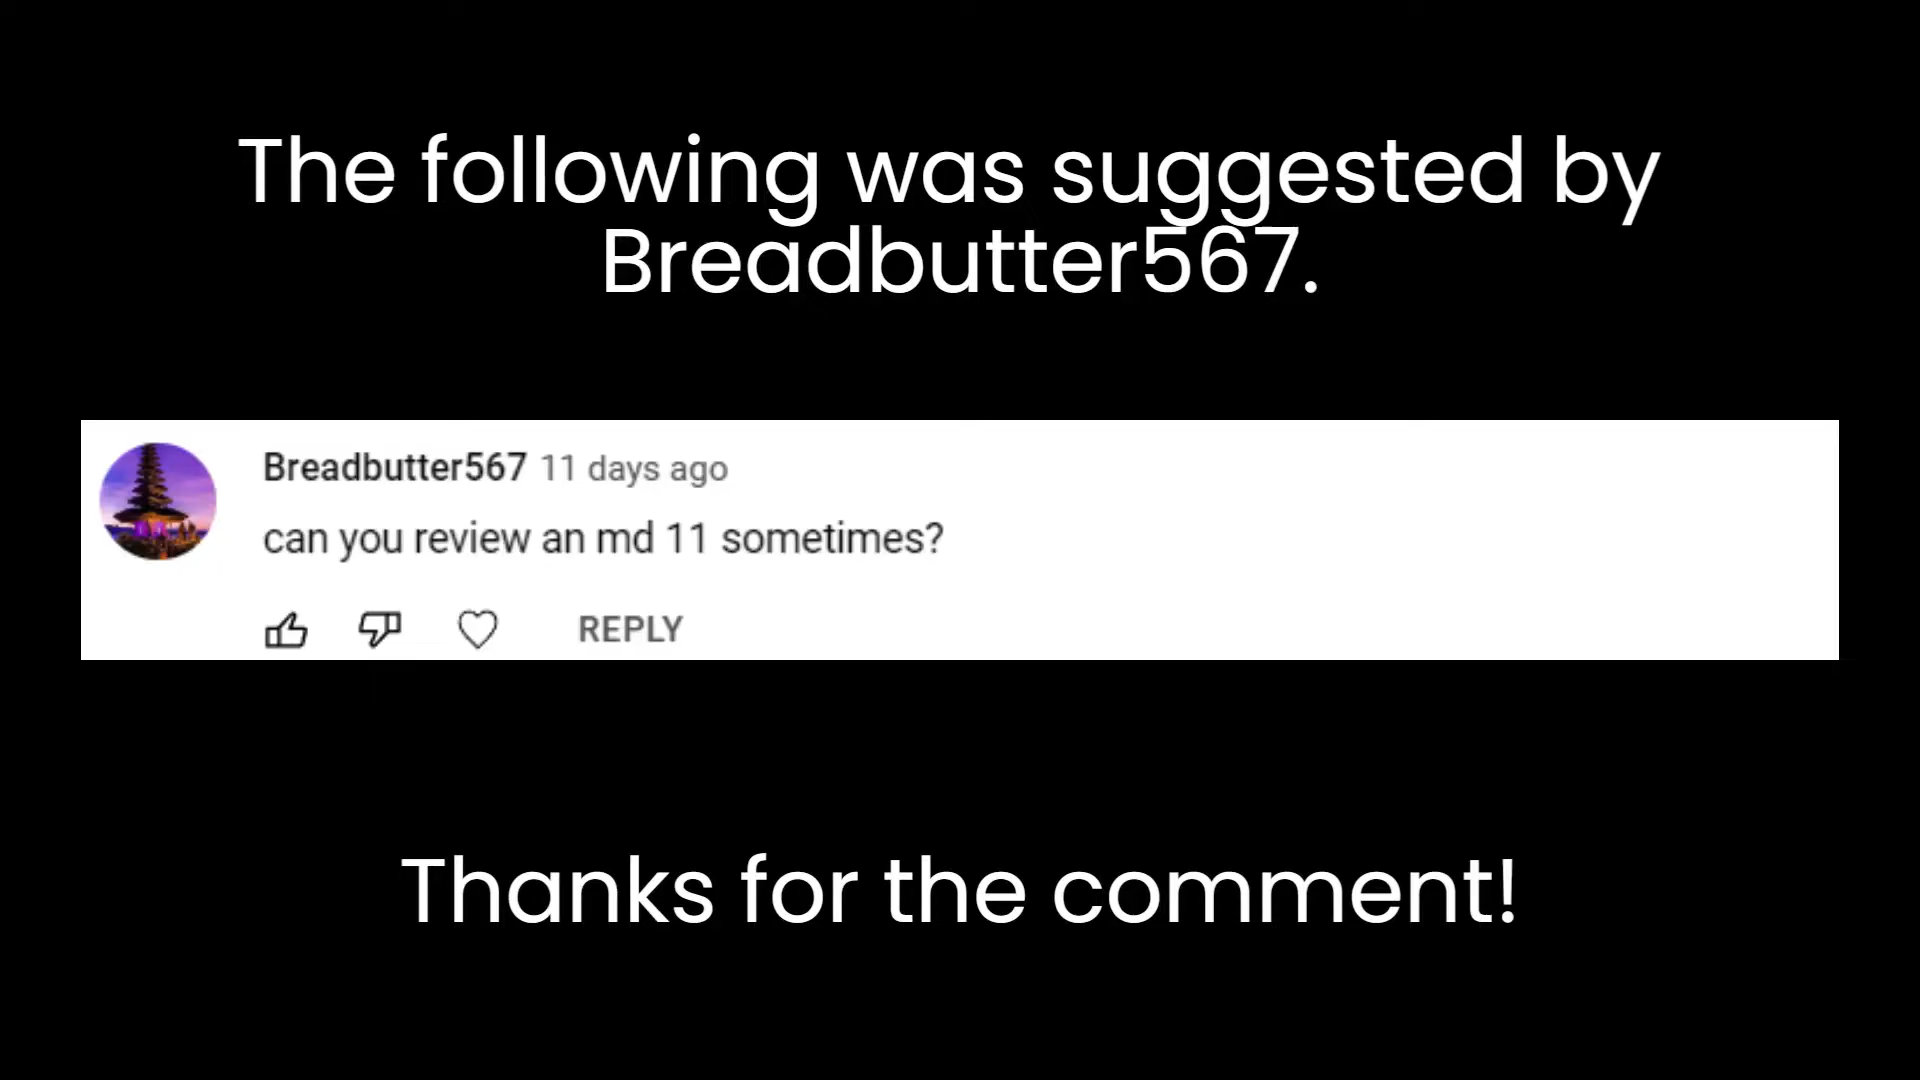 The following was suggested by
Breadbutter567.
Breadbutter567 11 days ago
can you review an md 11 sometimes?
REPLY
Thanks for the comment!